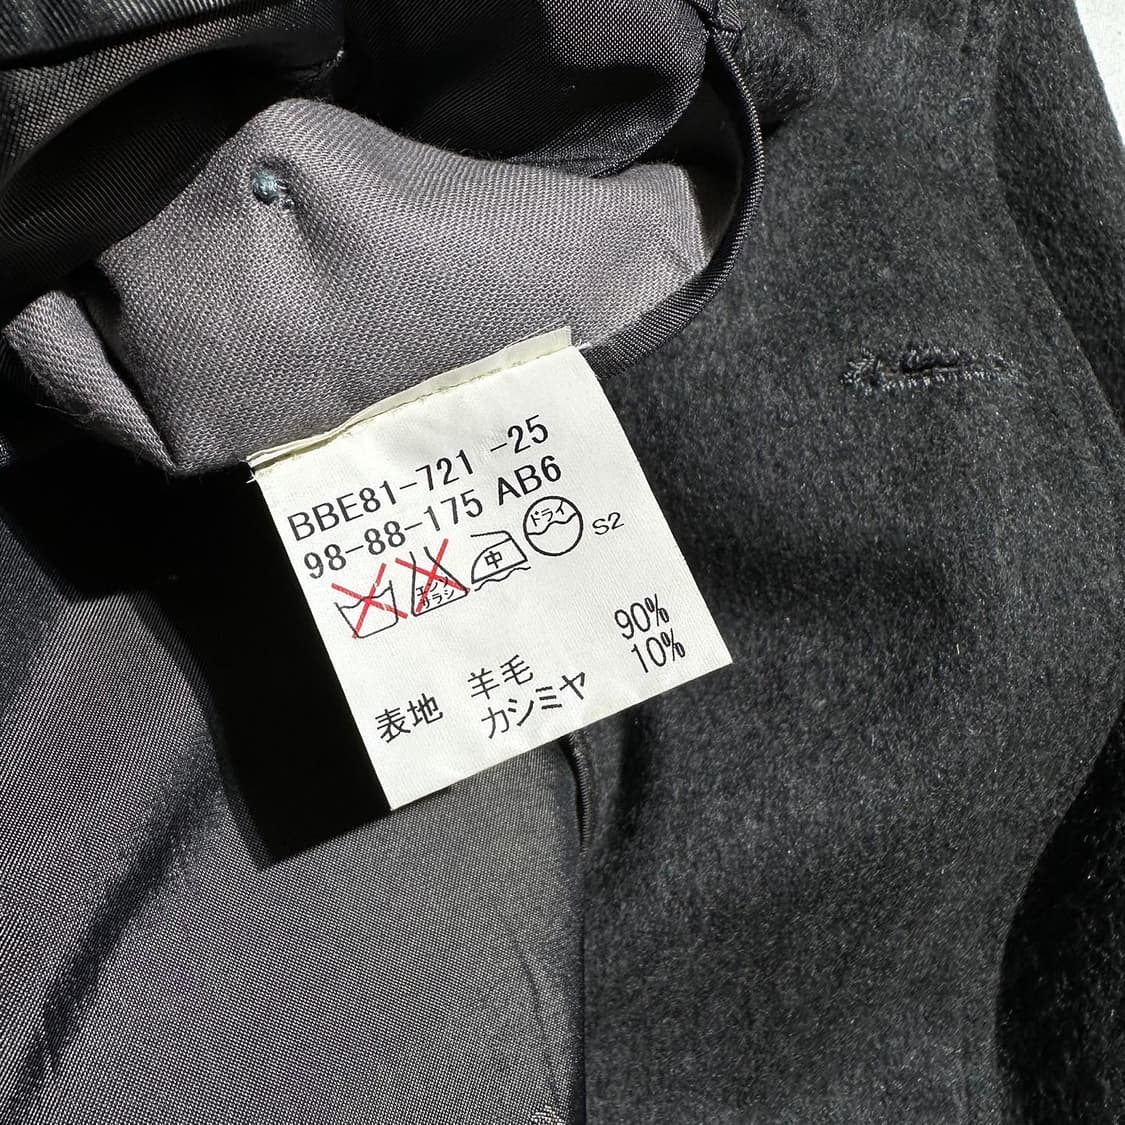 BBE81-721 -25
98-88-175 AB6
エンソ サラシ 中 ドライ S2
表地 羊毛 90%
カシミヤ 10%